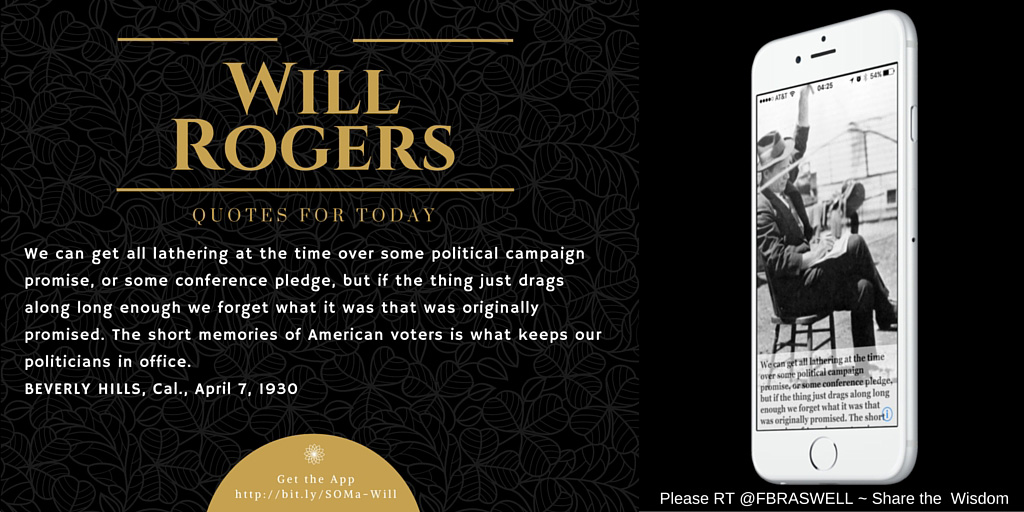 WILL
ROGERS
QUOTES FOR TODAY
We can get all lathering at the time over some political campaign
promise, or some conference pledge, but if the thing just drags
along long enough we forget what it was that was originally
promised. The short memories of American voters is what keeps our
politicians in office.
BEVERLY HILLS, Cal., April 7, 1930
Get the App
http://bit.ly/SOMa-Will
AT&T 04:25 54%
We can get all lathering at the time
over some political campaign
promise, or some conference pledge,
but if the thing just drags along long
enough we forget what it was that
was originally promised. The short
Please RT @FBRASWELL ~ Share the Wisdom